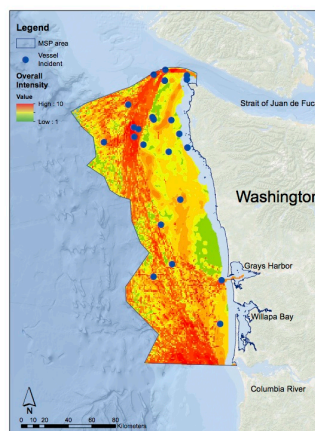 Legend
MSP area
Vessel
Incident
Overall
Intensity
Value
High : 10
Low : 1
Strait of Juan de Fuc
Washington
Grays Harbor
Willapa Bay
Columbia River
N
0 10 20 40 60 80
Kilometers